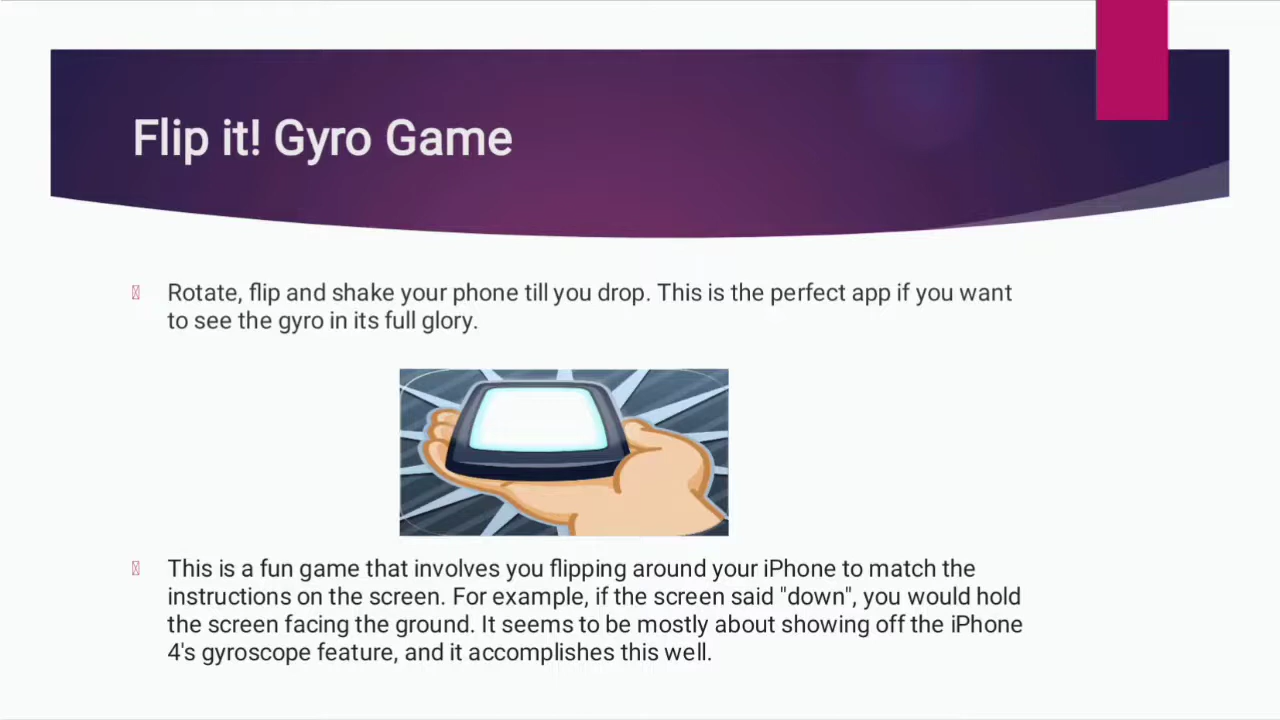 Flip it! Gyro Game
Rotate, flip and shake your phone till you drop. This is the perfect app if you want
to see the gyro in its full glory.
This is a fun game that involves you flipping around your iPhone to match the
instructions on the screen. For example, if the screen said "down", you would hold
the screen facing the ground. It seems to be mostly about showing off the iPhone
4's gyroscope feature, and it accomplishes this well.